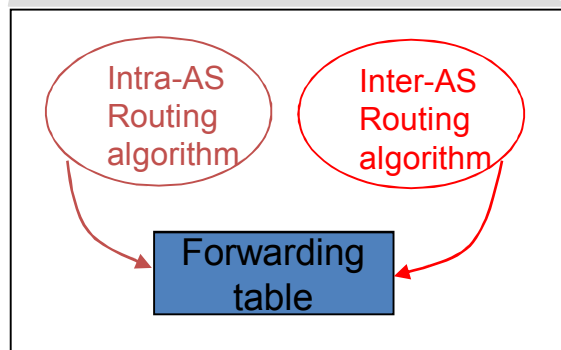 Intra-AS
Routing
algorithm
Inter-AS
Routing
algorithm
Forwarding
table